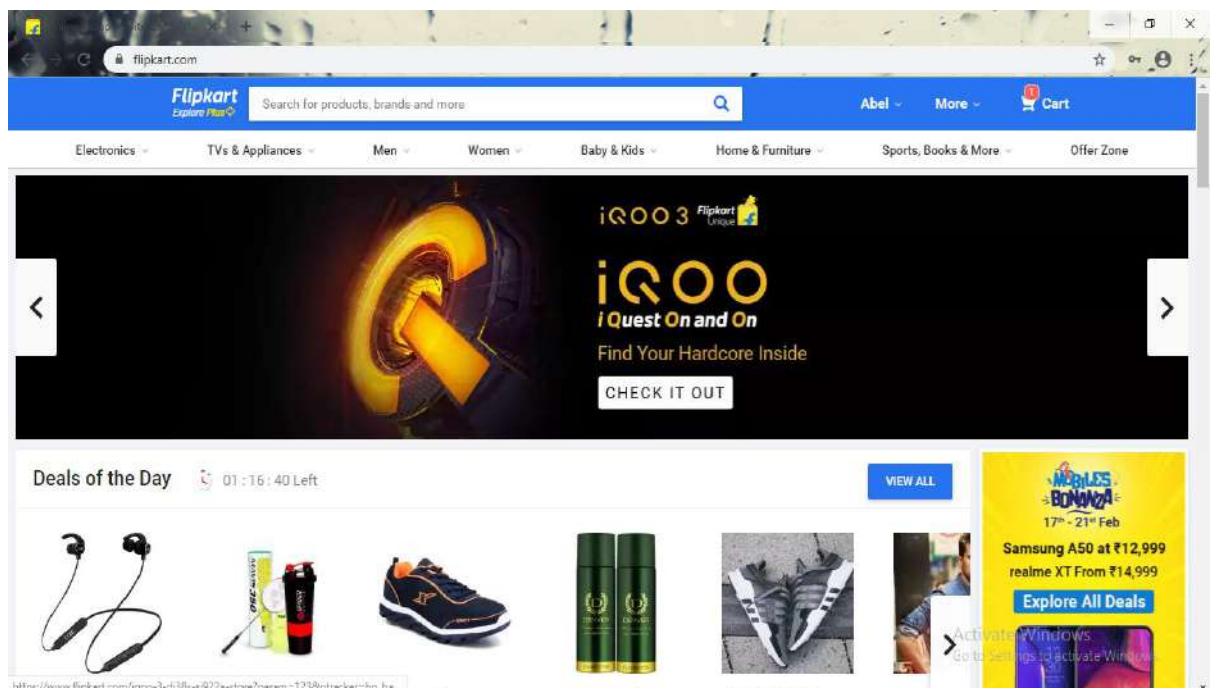 flipkart.com
Flipkart
Explore Plus
Search for products, brands and more
Abel
More
1
Cart
Electronics
TVs & Appliances
Men
Women
Baby & Kids
Home & Furniture
Sports, Books & More
Offer Zone
iQOO 3 Flipkart Unique
iQOO
i Quest On and On
Find Your Hardcore Inside
CHECK IT OUT
Deals of the Day
01 : 16 : 40 Left
VIEW ALL
MOBILES
BONANZA
17th - 21st Feb
Samsung A50 at ₹12,999
realme XT From ₹14,999
Explore All Deals
Activate Windows
Go to Settings to activate Windows.
MAVIS 350